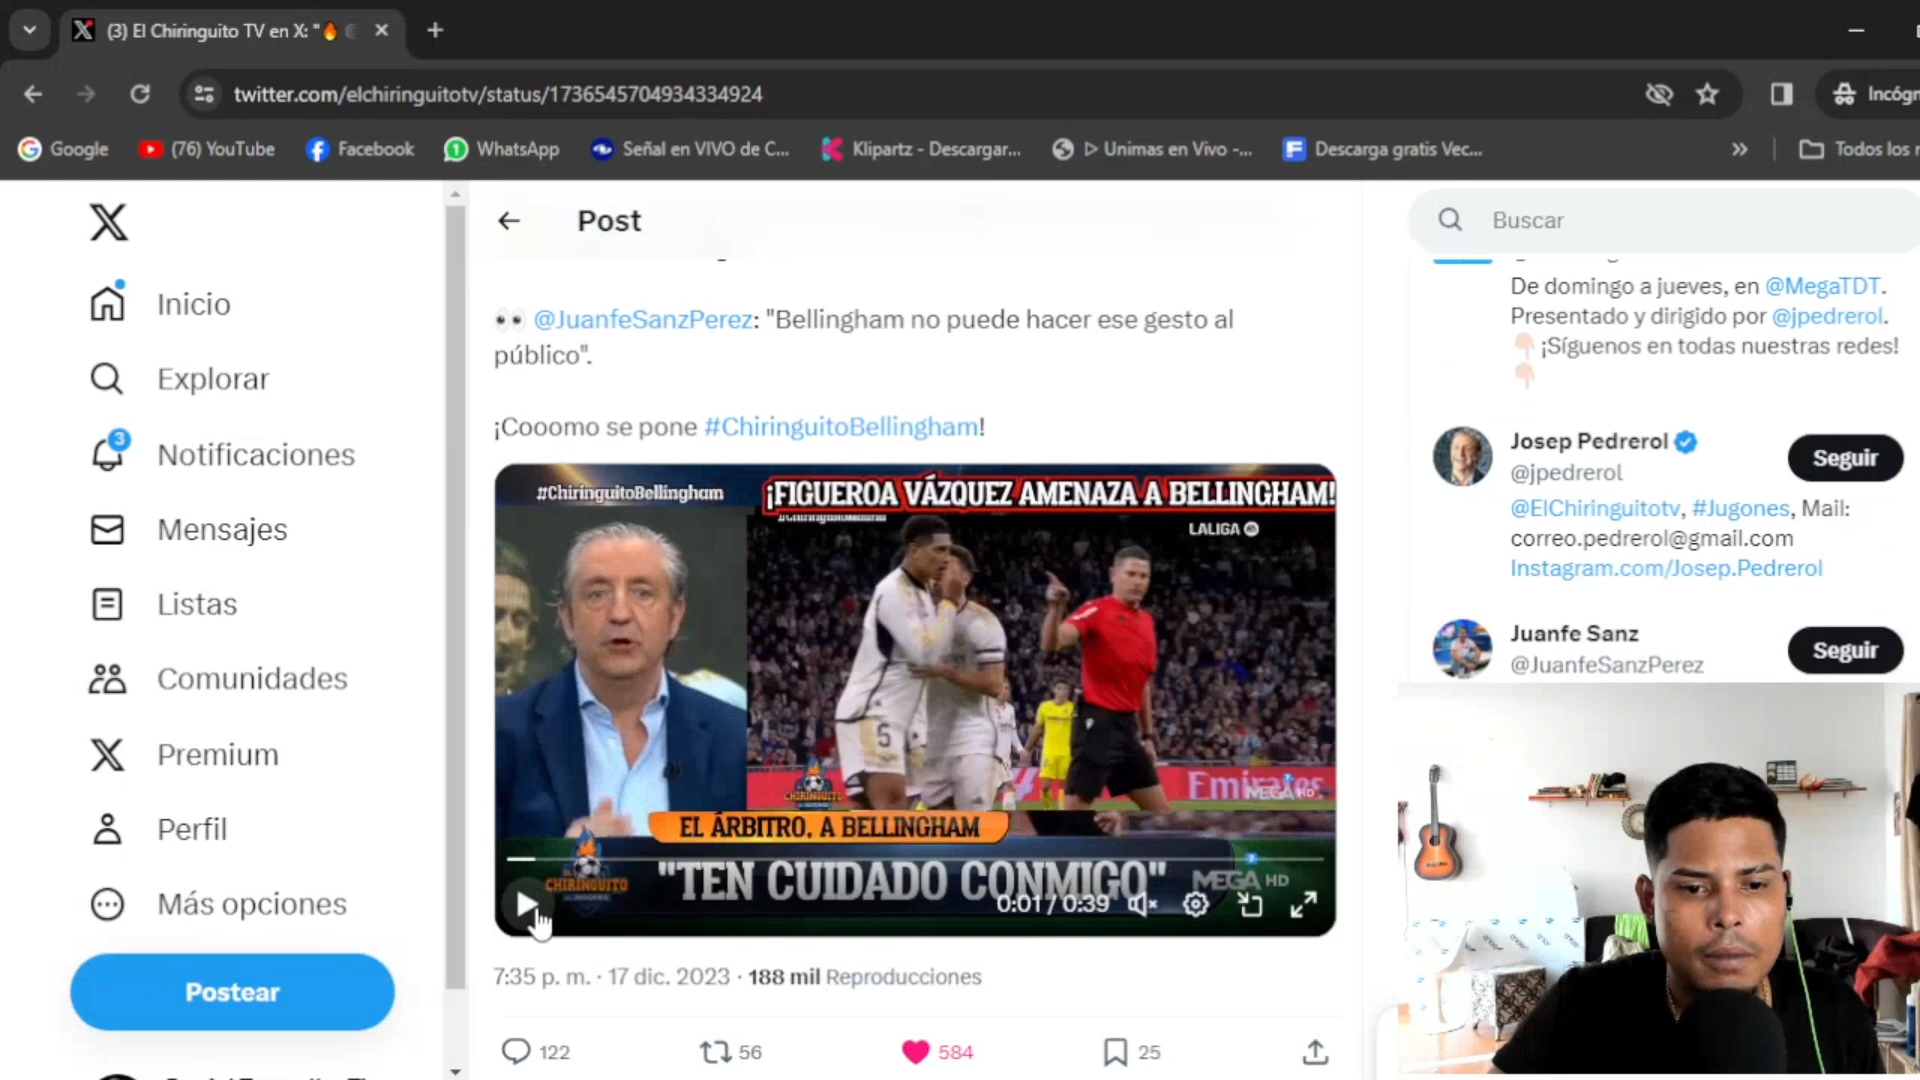 (3) El Chiringuito TV en X: "🔥
twitter.com/elchiringuitotv/status/1736545704934334924
Incógn
Google
(76) YouTube
Facebook
WhatsApp
Señal en VIVO de C...
Klipartz - Descargar...
▷ Unimas en Vivo -...
Descarga gratis Vec...
»
Todos los
X
Inicio
Explorar
3
Notificaciones
Mensajes
Listas
Comunidades
Premium
Perfil
Más opciones
Postear
Post
👀 @JuanfeSanzPerez: "Bellingham no puede hacer ese gesto al
público".
¡Cooomo se pone #ChiringuitoBellingham!
#ChiringuitoBellingham
¡FIGUEROA VÁZQUEZ AMENAZA A BELLINGHAM!
LALIGA
5
Emirates
MEGA HD
CHIRINGUITO
EL ÁRBITRO, A BELLINGHAM
"TEN CUIDADO CONMIGO"
CHIRINGUITO
MEGA HD
0:01 / 0:39
7:35 p. m. · 17 dic. 2023 · 188 mil Reproducciones
122
56
584
25
Buscar
De domingo a jueves, en @MegaTDT.
Presentado y dirigido por @jpedrerol.
👇🏻¡Síguenos en todas nuestras redes!
👇🏻
Josep Pedrerol
@jpedrerol
Seguir
@ElChiringuitotv, #Jugones, Mail:
correo.pedrerol@gmail.com
Instagram.com/Josep.Pedrerol
Juanfe Sanz
@JuanfeSanzPerez
Seguir